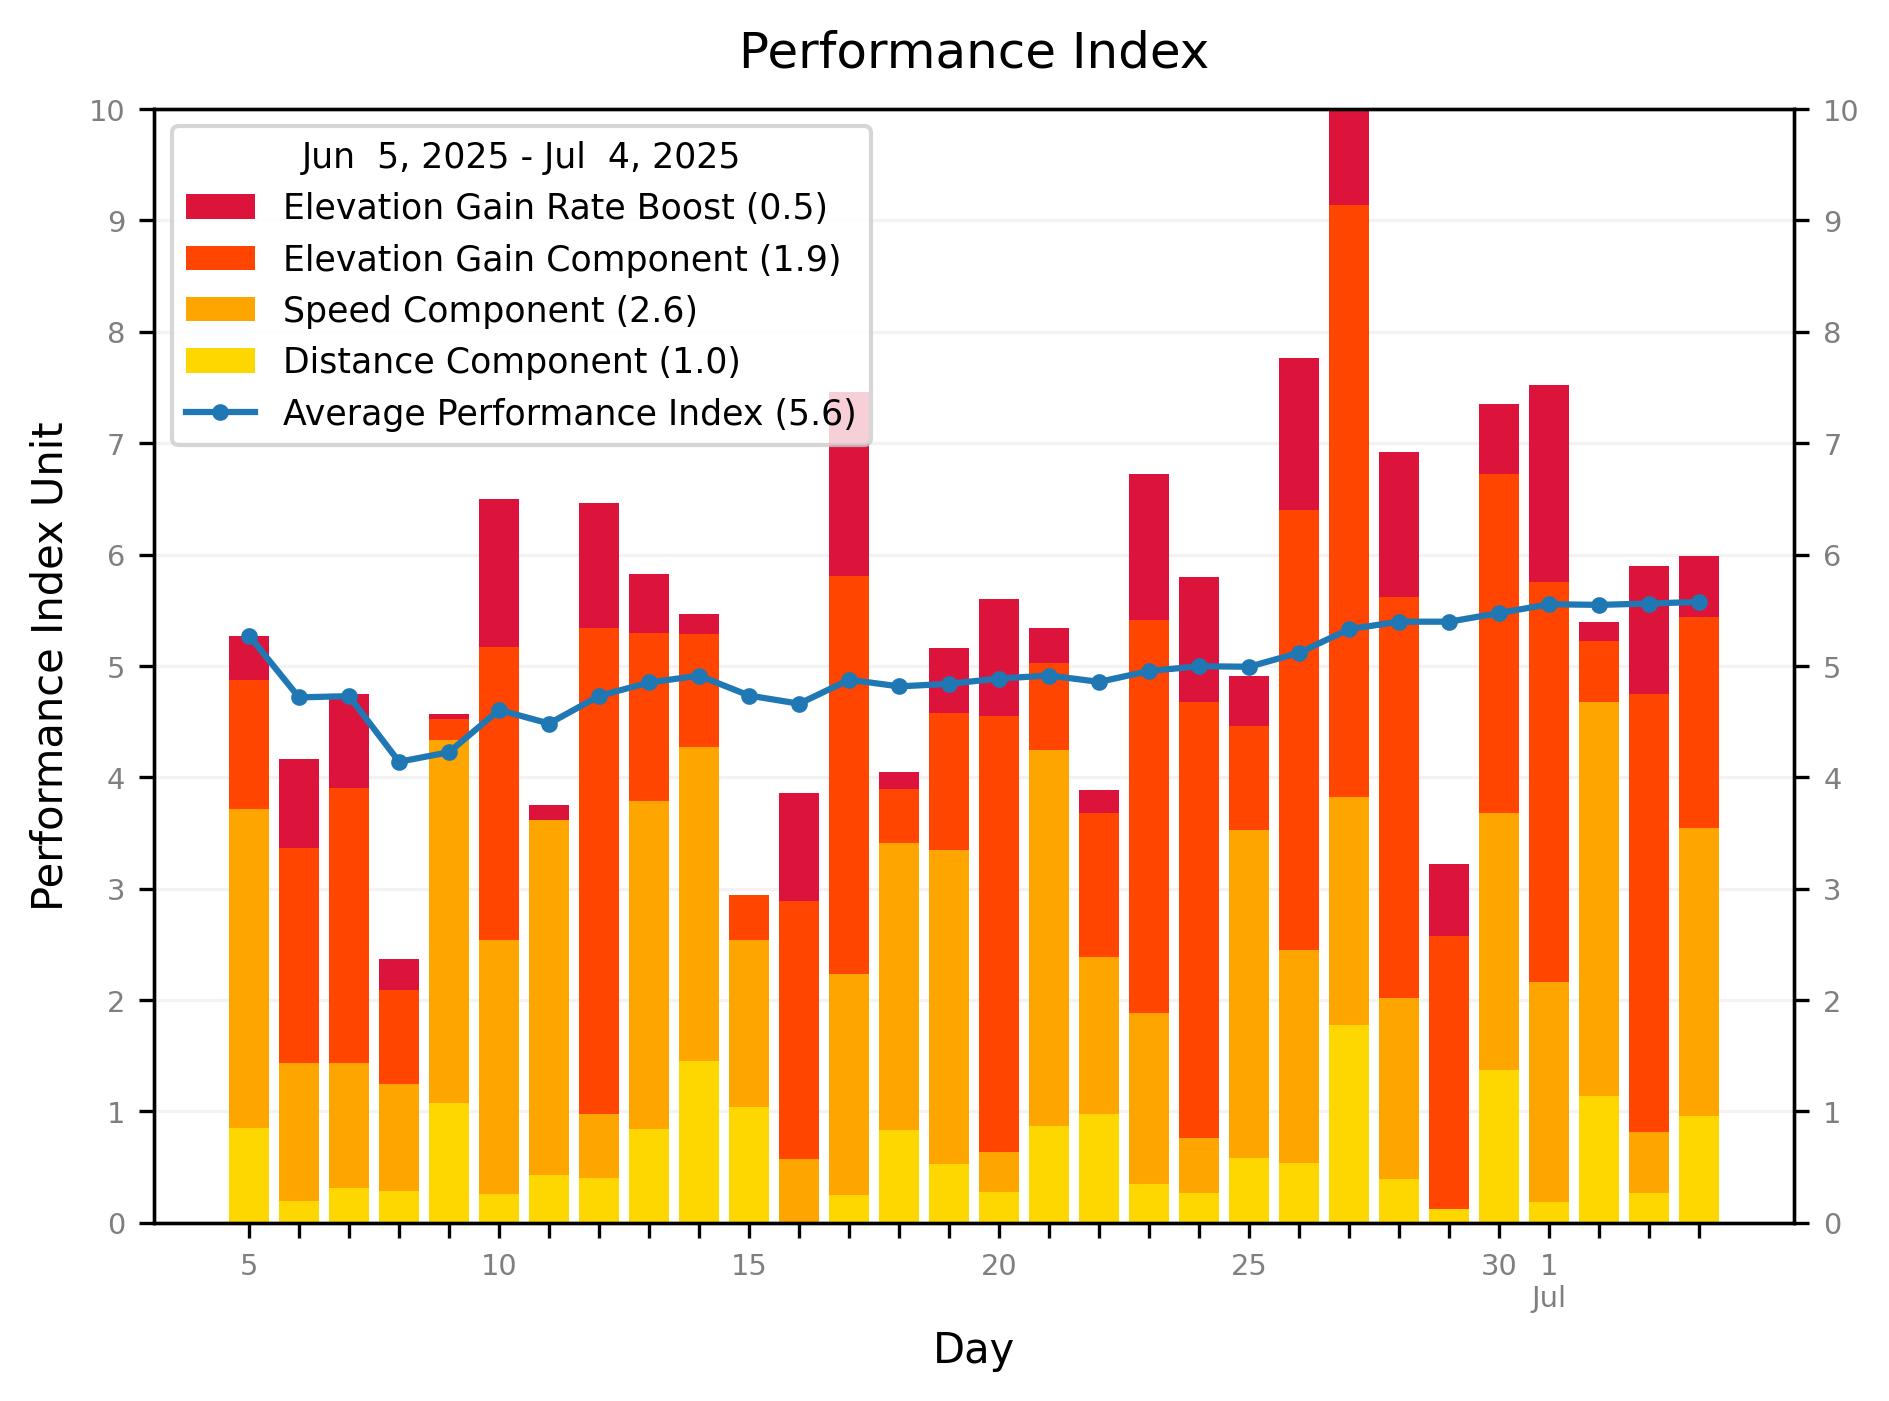 Performance Index
Jun  5, 2025 - Jul  4, 2025
Elevation Gain Rate Boost (0.5)
Elevation Gain Component (1.9)
Speed Component (2.6)
Distance Component (1.0)
Average Performance Index (5.6)
Performance Index Unit
10
9
8
7
6
5
4
3
2
1
0
10
9
8
7
6
5
4
3
2
1
0
5 10 15 20 25 30 1
Jul
Day